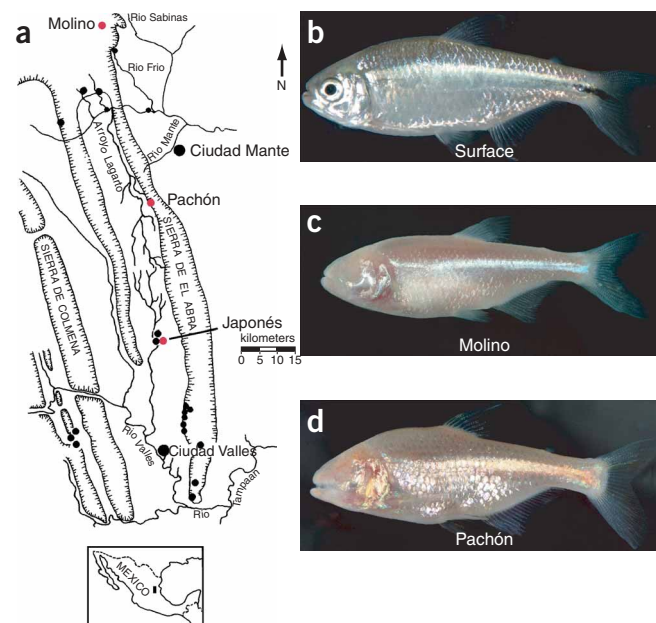 a
Molino
Rio Sabinas
Rio Frio
N
Arroyo Lagarto
Rio Mante
Ciudad Mante
Pachón
SIERRA DE EL ABRA
SIERRA DE COLMENA
Japonés
kilometers
0 5 10 15
Rio Valles
Ciudad Valles
Rio
Tampaan
MEXICO
b
Surface
c
Molino
d
Pachón